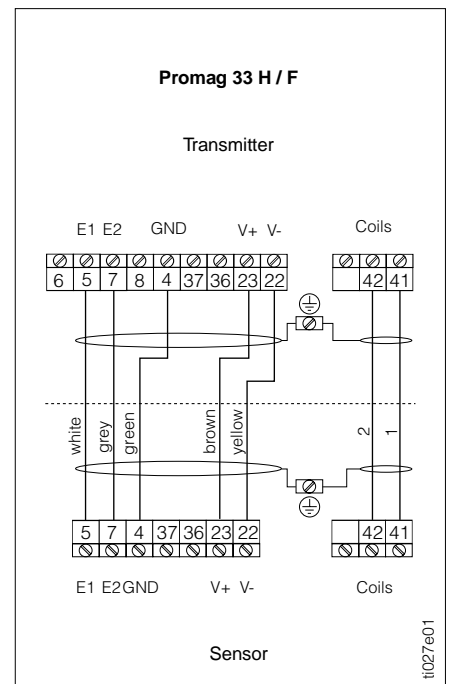 Promag 33 H / F
Transmitter
E1 E2 GND V+ V- Coils
6 5 7 8 4 37 36 23 22 42 41
white grey green brown yellow 2 1
5 7 4 37 36 23 22 42 41
E1 E2GND V+ V- Coils
Sensor
ti027e01